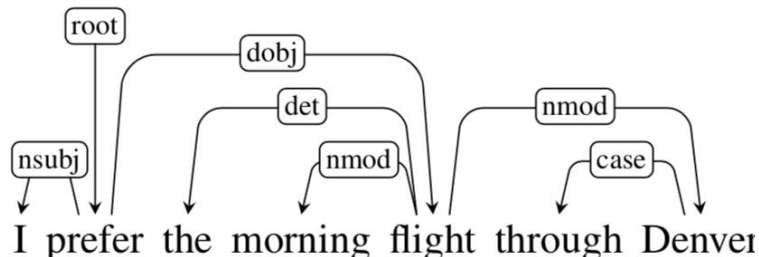 root
dobj
det
nmod
nsubj
nmod
case
I prefer the morning flight through Denver